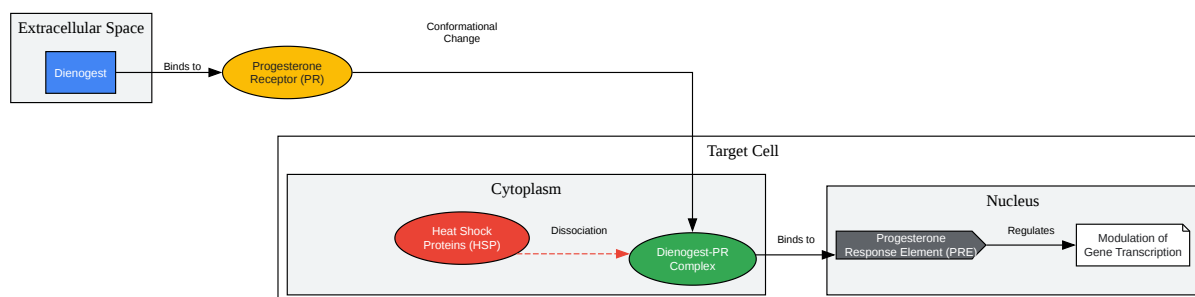 Extracellular Space
Dienogest
Binds to
Progesterone
Receptor (PR)
Conformational
Change
Target Cell
Cytoplasm
Heat Shock
Proteins (HSP)
Dissociation
Dienogest-PR
Complex
Binds to
Nucleus
Progesterone
Response Element (PRE)
Regulates
Modulation of
Gene Transcription